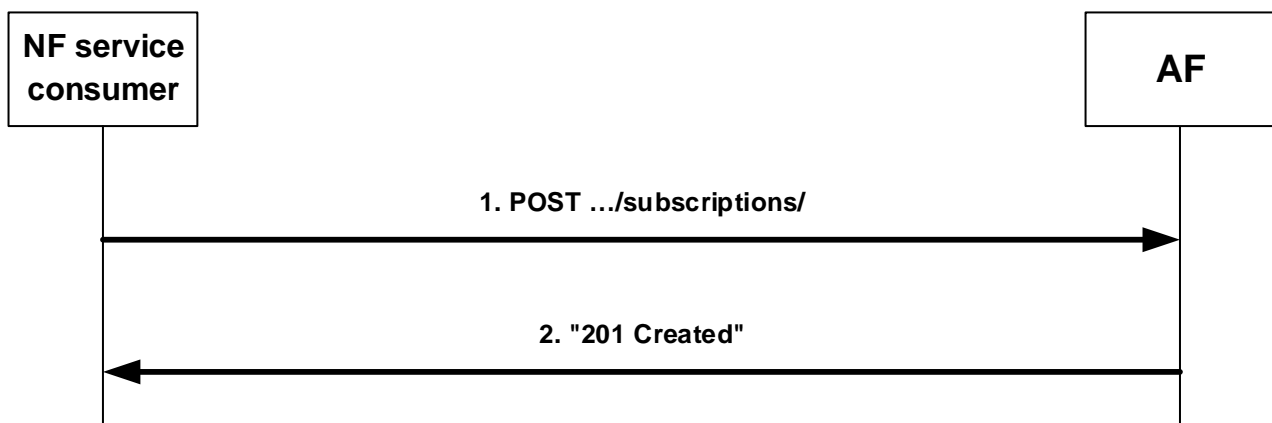 NF service
consumer
AF
1. POST …/subscriptions/
2. "201 Created"